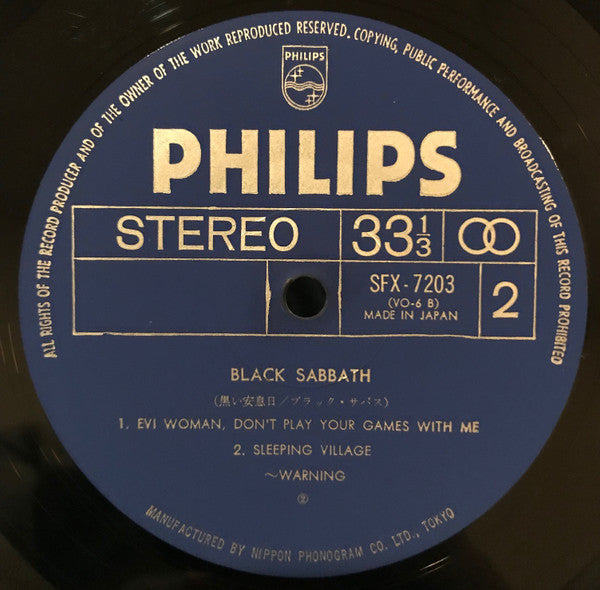 ALL RIGHTS OF THE RECORD PRODUCER AND OF THE OWNER OF THE WORK REPRODUCED RESERVED. COPYING, PUBLIC PERFORMANCE AND BROADCASTING OF THIS RECORD PROHIBITED
PHILIPS
PHILIPS
STEREO 33 1/3
SFX-7203
(VO-6 B)
MADE IN JAPAN
2
BLACK SABBATH
(黒い安息日/ブラック・サバス)
1. EVI WOMAN, DON'T PLAY YOUR GAMES WITH ME
2. SLEEPING VILLAGE
~WARNING
MANUFACTURED BY NIPPON PHONOGRAM CO. LTD., TOKYO